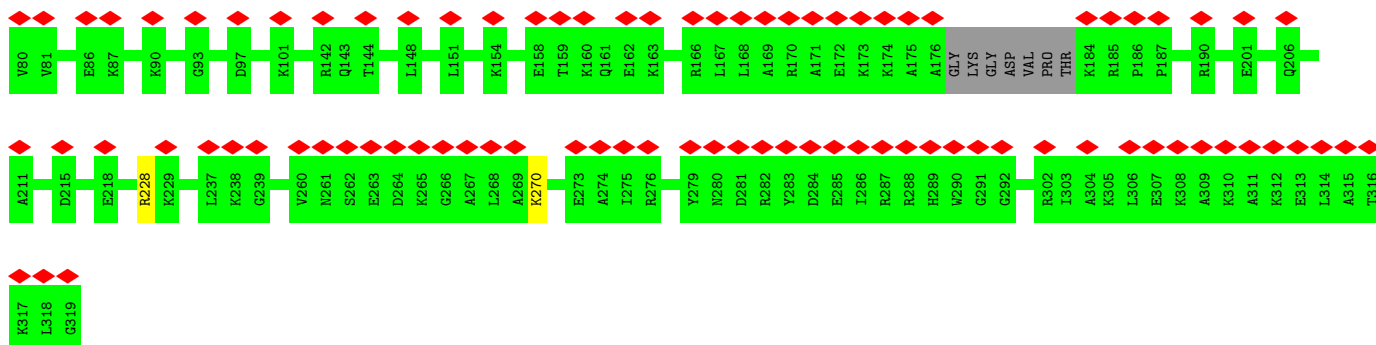 V80 V81 E86 K87 K90 G93 D97 K101 R142 Q143 T144 L148 L151 K154 E158 T159 K160 Q161 E162 K163 R166 L167 L168 A169 R170 A171 E172 K173 K174 A175 A176 GLY LYS GLY ASP VAL PRO THR K184 R185 P186 P187 R190 E201 Q206
A211 D215 E218 R228 K229 L237 K238 G239 V260 N261 S262 E263 D264 K265 G266 A267 L268 A269 K270 E273 A274 I275 R276 Y279 N280 D281 R282 Y283 D284 E285 I286 R287 R288 H289 W290 G291 G292 R302 I303 A304 K305 L306 E307 K308 A309 K310 A311 K312 E313 L314 A315 T316
K317 L318 G319